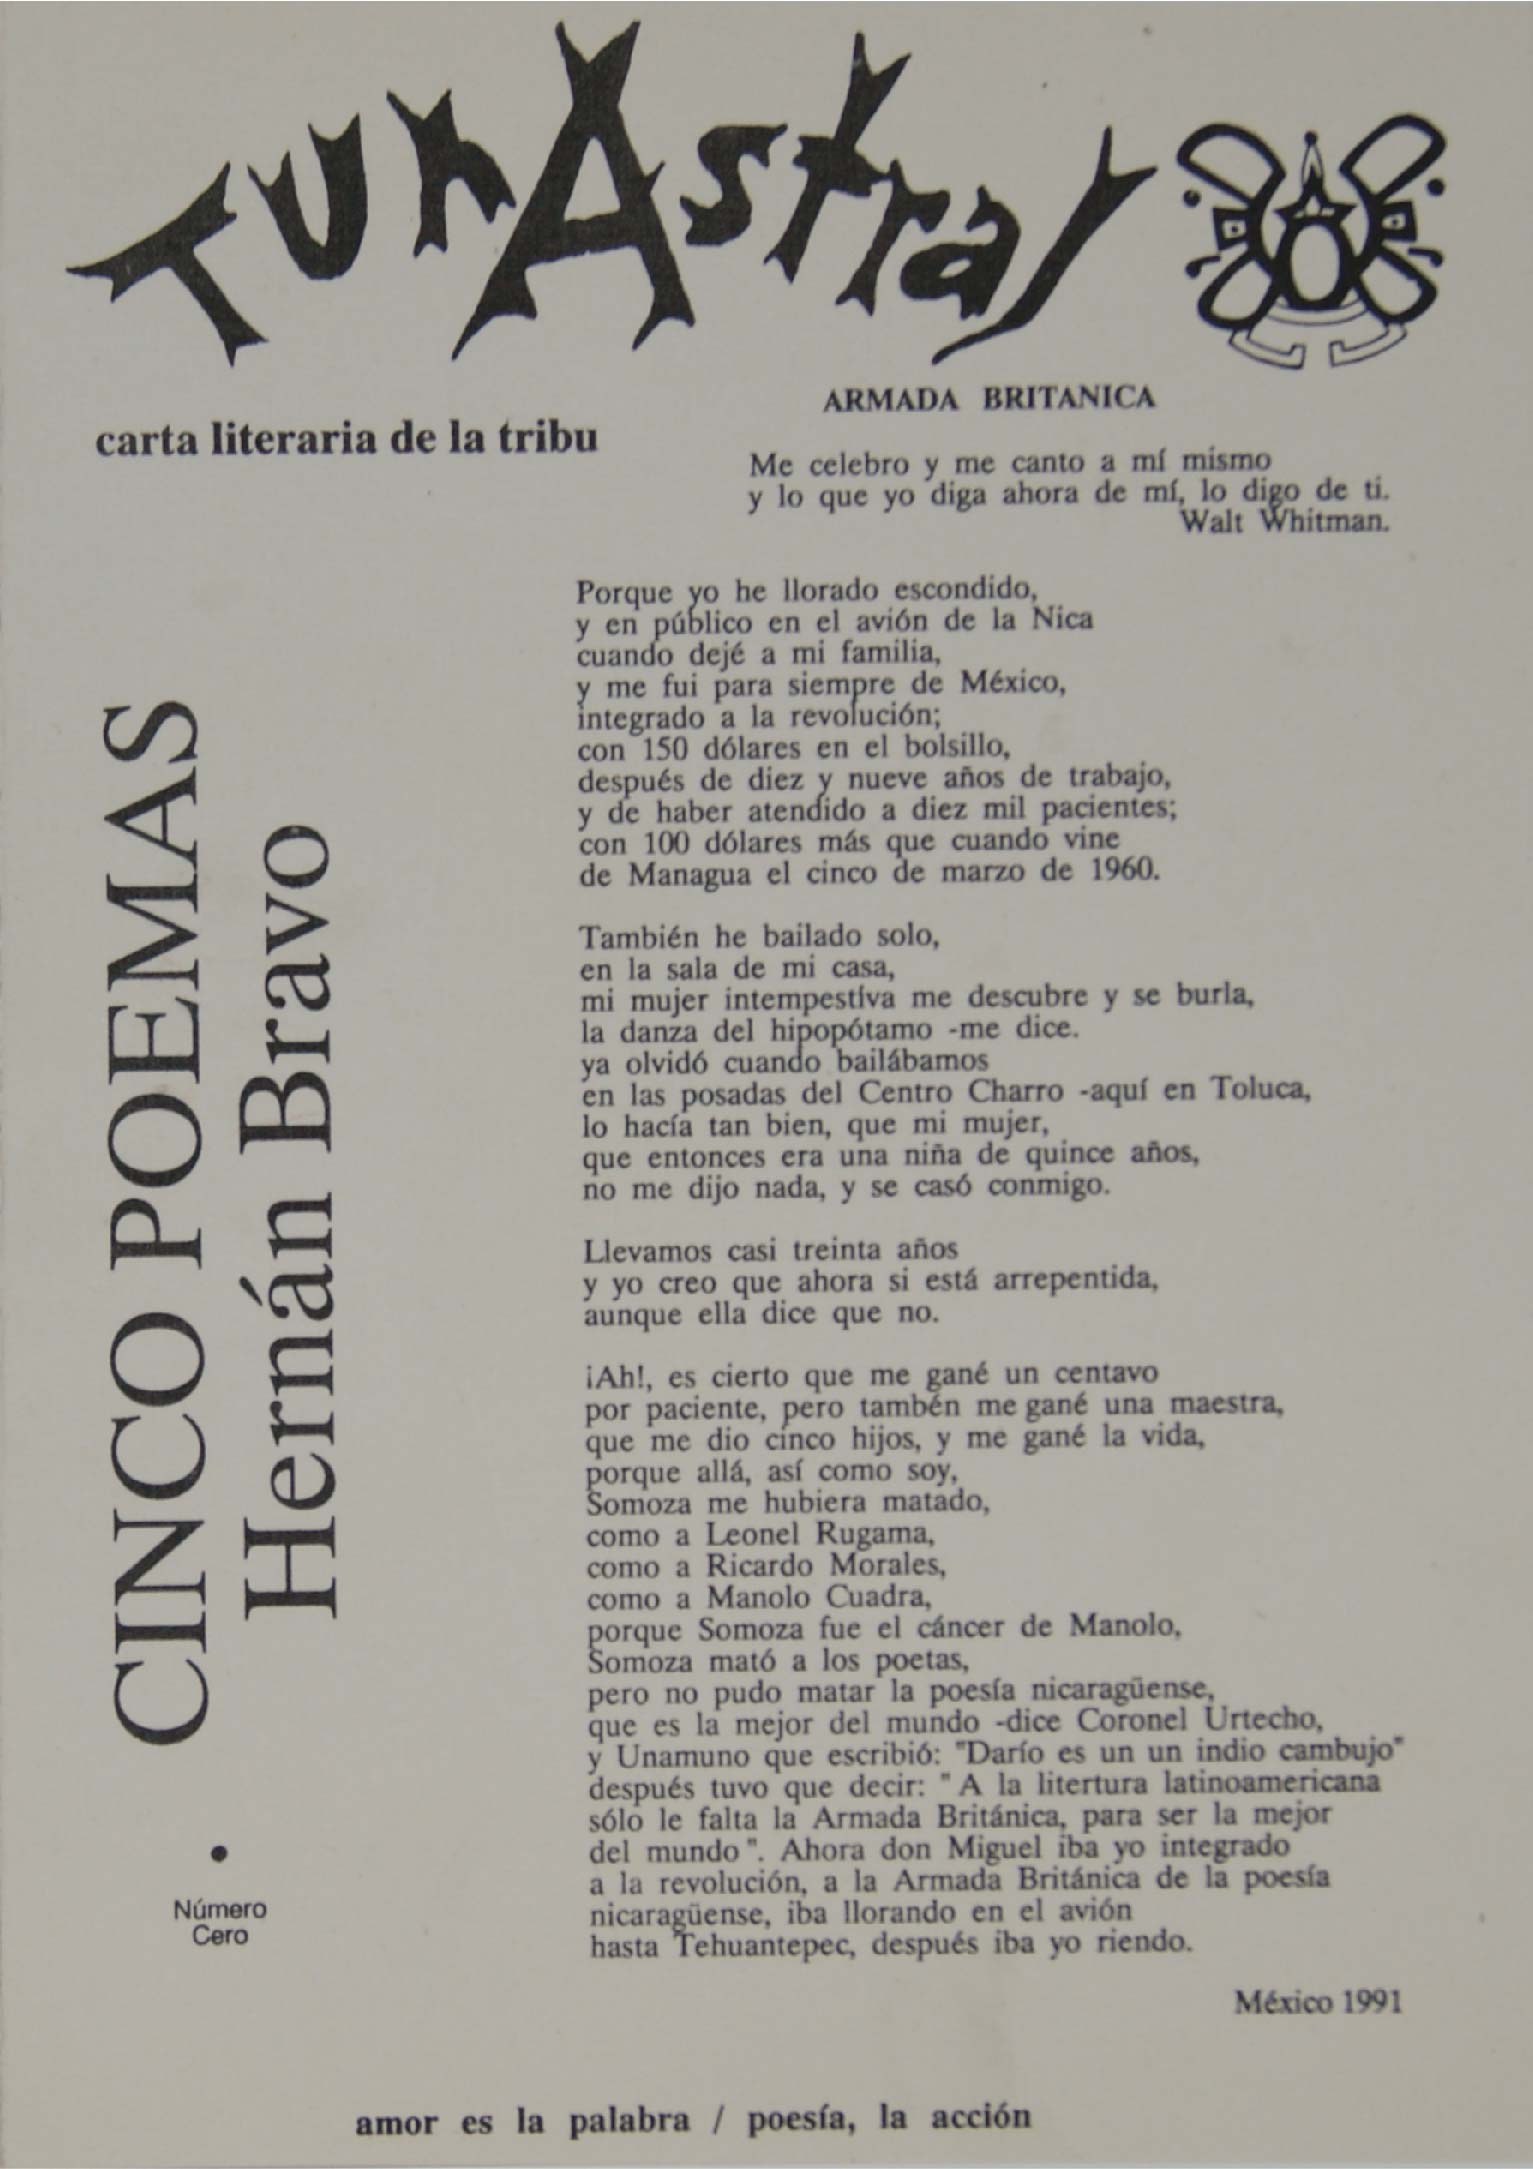 TunAstral
carta literaria de la tribu
CINCO POEMAS
Hernán Bravo
Número
Cero
ARMADA BRITANICA
Me celebro y me canto a mí mismo
y lo que yo diga ahora de mí, lo digo de ti.
Walt Whitman.
Porque yo he llorado escondido,
y en público en el avión de la Nica
cuando dejé a mi familia,
y me fui para siempre de México,
integrado a la revolución;
con 150 dólares en el bolsillo,
después de diez y nueve años de trabajo,
y de haber atendido a diez mil pacientes;
con 100 dólares más que cuando vine
de Managua el cinco de marzo de 1960.
También he bailado solo,
en la sala de mi casa,
mi mujer intempestíva me descubre y se burla,
la danza del hipopótamo -me dice.
ya olvidó cuando bailábamos
en las posadas del Centro Charro -aquí en Toluca,
lo hacía tan bien, que mi mujer,
que entonces era una niña de quince años,
no me dijo nada, y se casó conmigo.
Llevamos casi treinta años
y yo creo que ahora si está arrepentida,
aunque ella dice que no.
¡Ah!, es cierto que me gané un centavo
por paciente, pero tambén me gané una maestra,
que me dio cinco hijos, y me gané la vida,
porque allá, así como soy,
Somoza me hubiera matado,
como a Leonel Rugama,
como a Ricardo Morales,
como a Manolo Cuadra,
porque Somoza fue el cáncer de Manolo,
Somoza mató a los poetas,
pero no pudo matar la poesía nicaragüense,
que es la mejor del mundo -dice Coronel Urtecho,
y Unamuno que escribió: "Darío es un un indio cambujo"
después tuvo que decir: " A la litertura latinoamericana
sólo le falta la Armada Británica, para ser la mejor
del mundo ". Ahora don Miguel iba yo integrado
a la revolución, a la Armada Británica de la poesía
nicaragüense, iba llorando en el avión
hasta Tehuantepec, después iba yo riendo.
México 1991
amor es la palabra / poesía, la acción